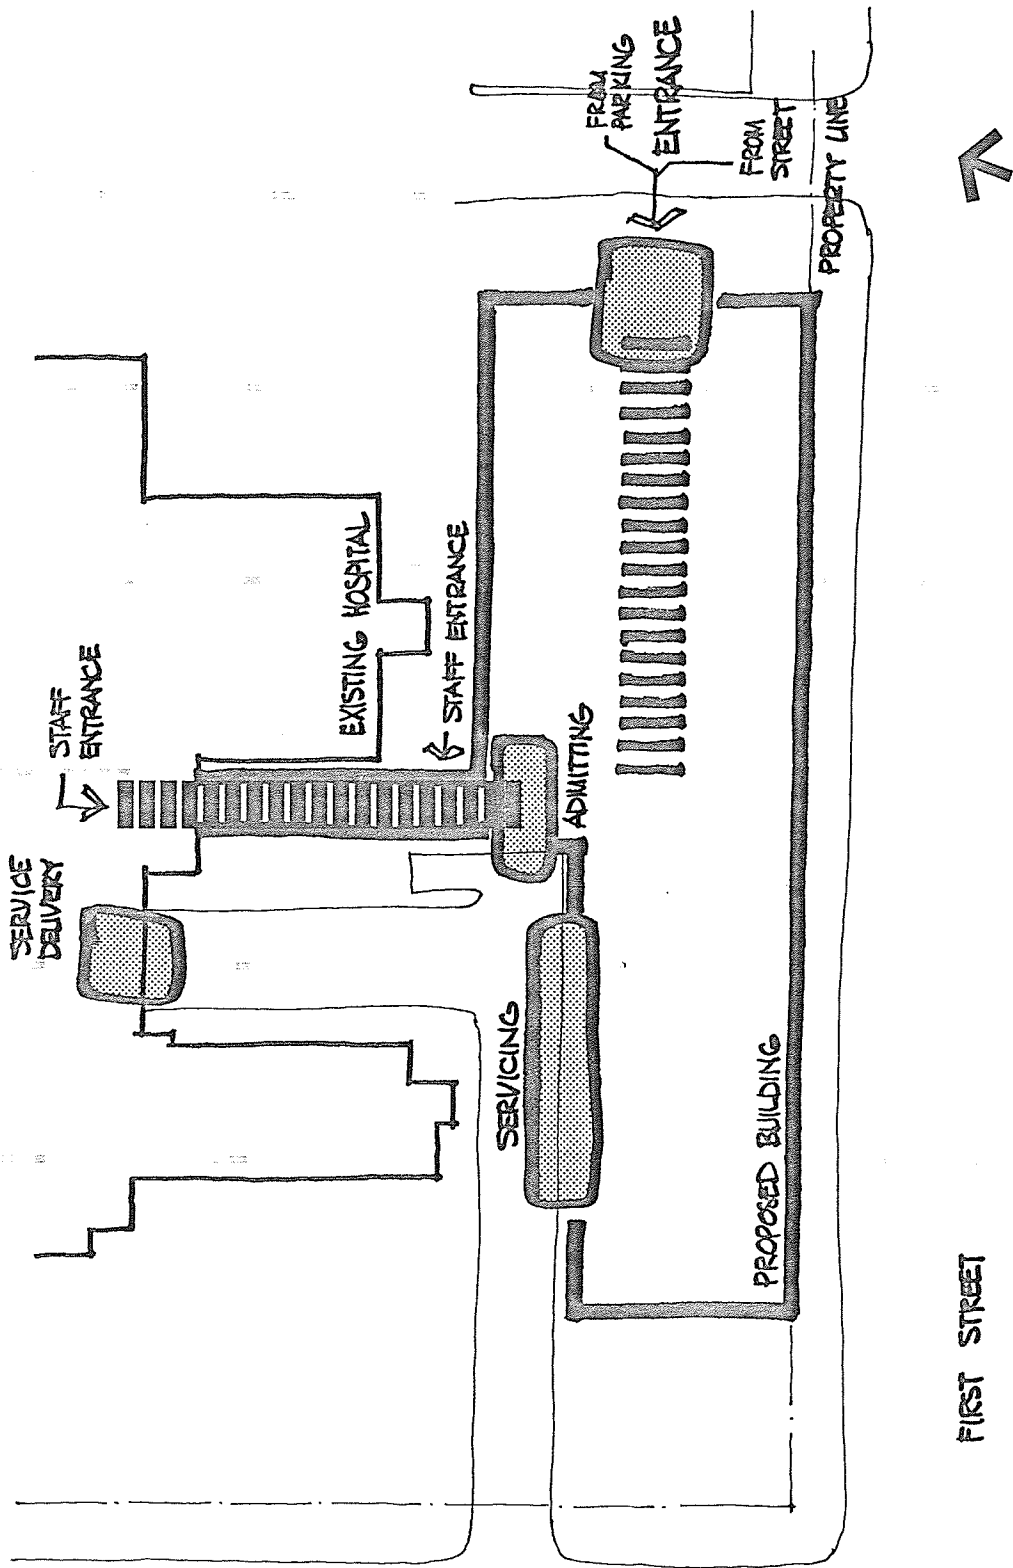 SERVICE
DELIVERY
STAFF
ENTRANCE
EXISTING HOSPITAL
STAFF ENTRANCE
SERVICING
ADMITTING
FROM
PARKING
ENTRANCE
FROM
STREET
PROPERTY LINE
PROPOSED BUILDING
FIRST STREET